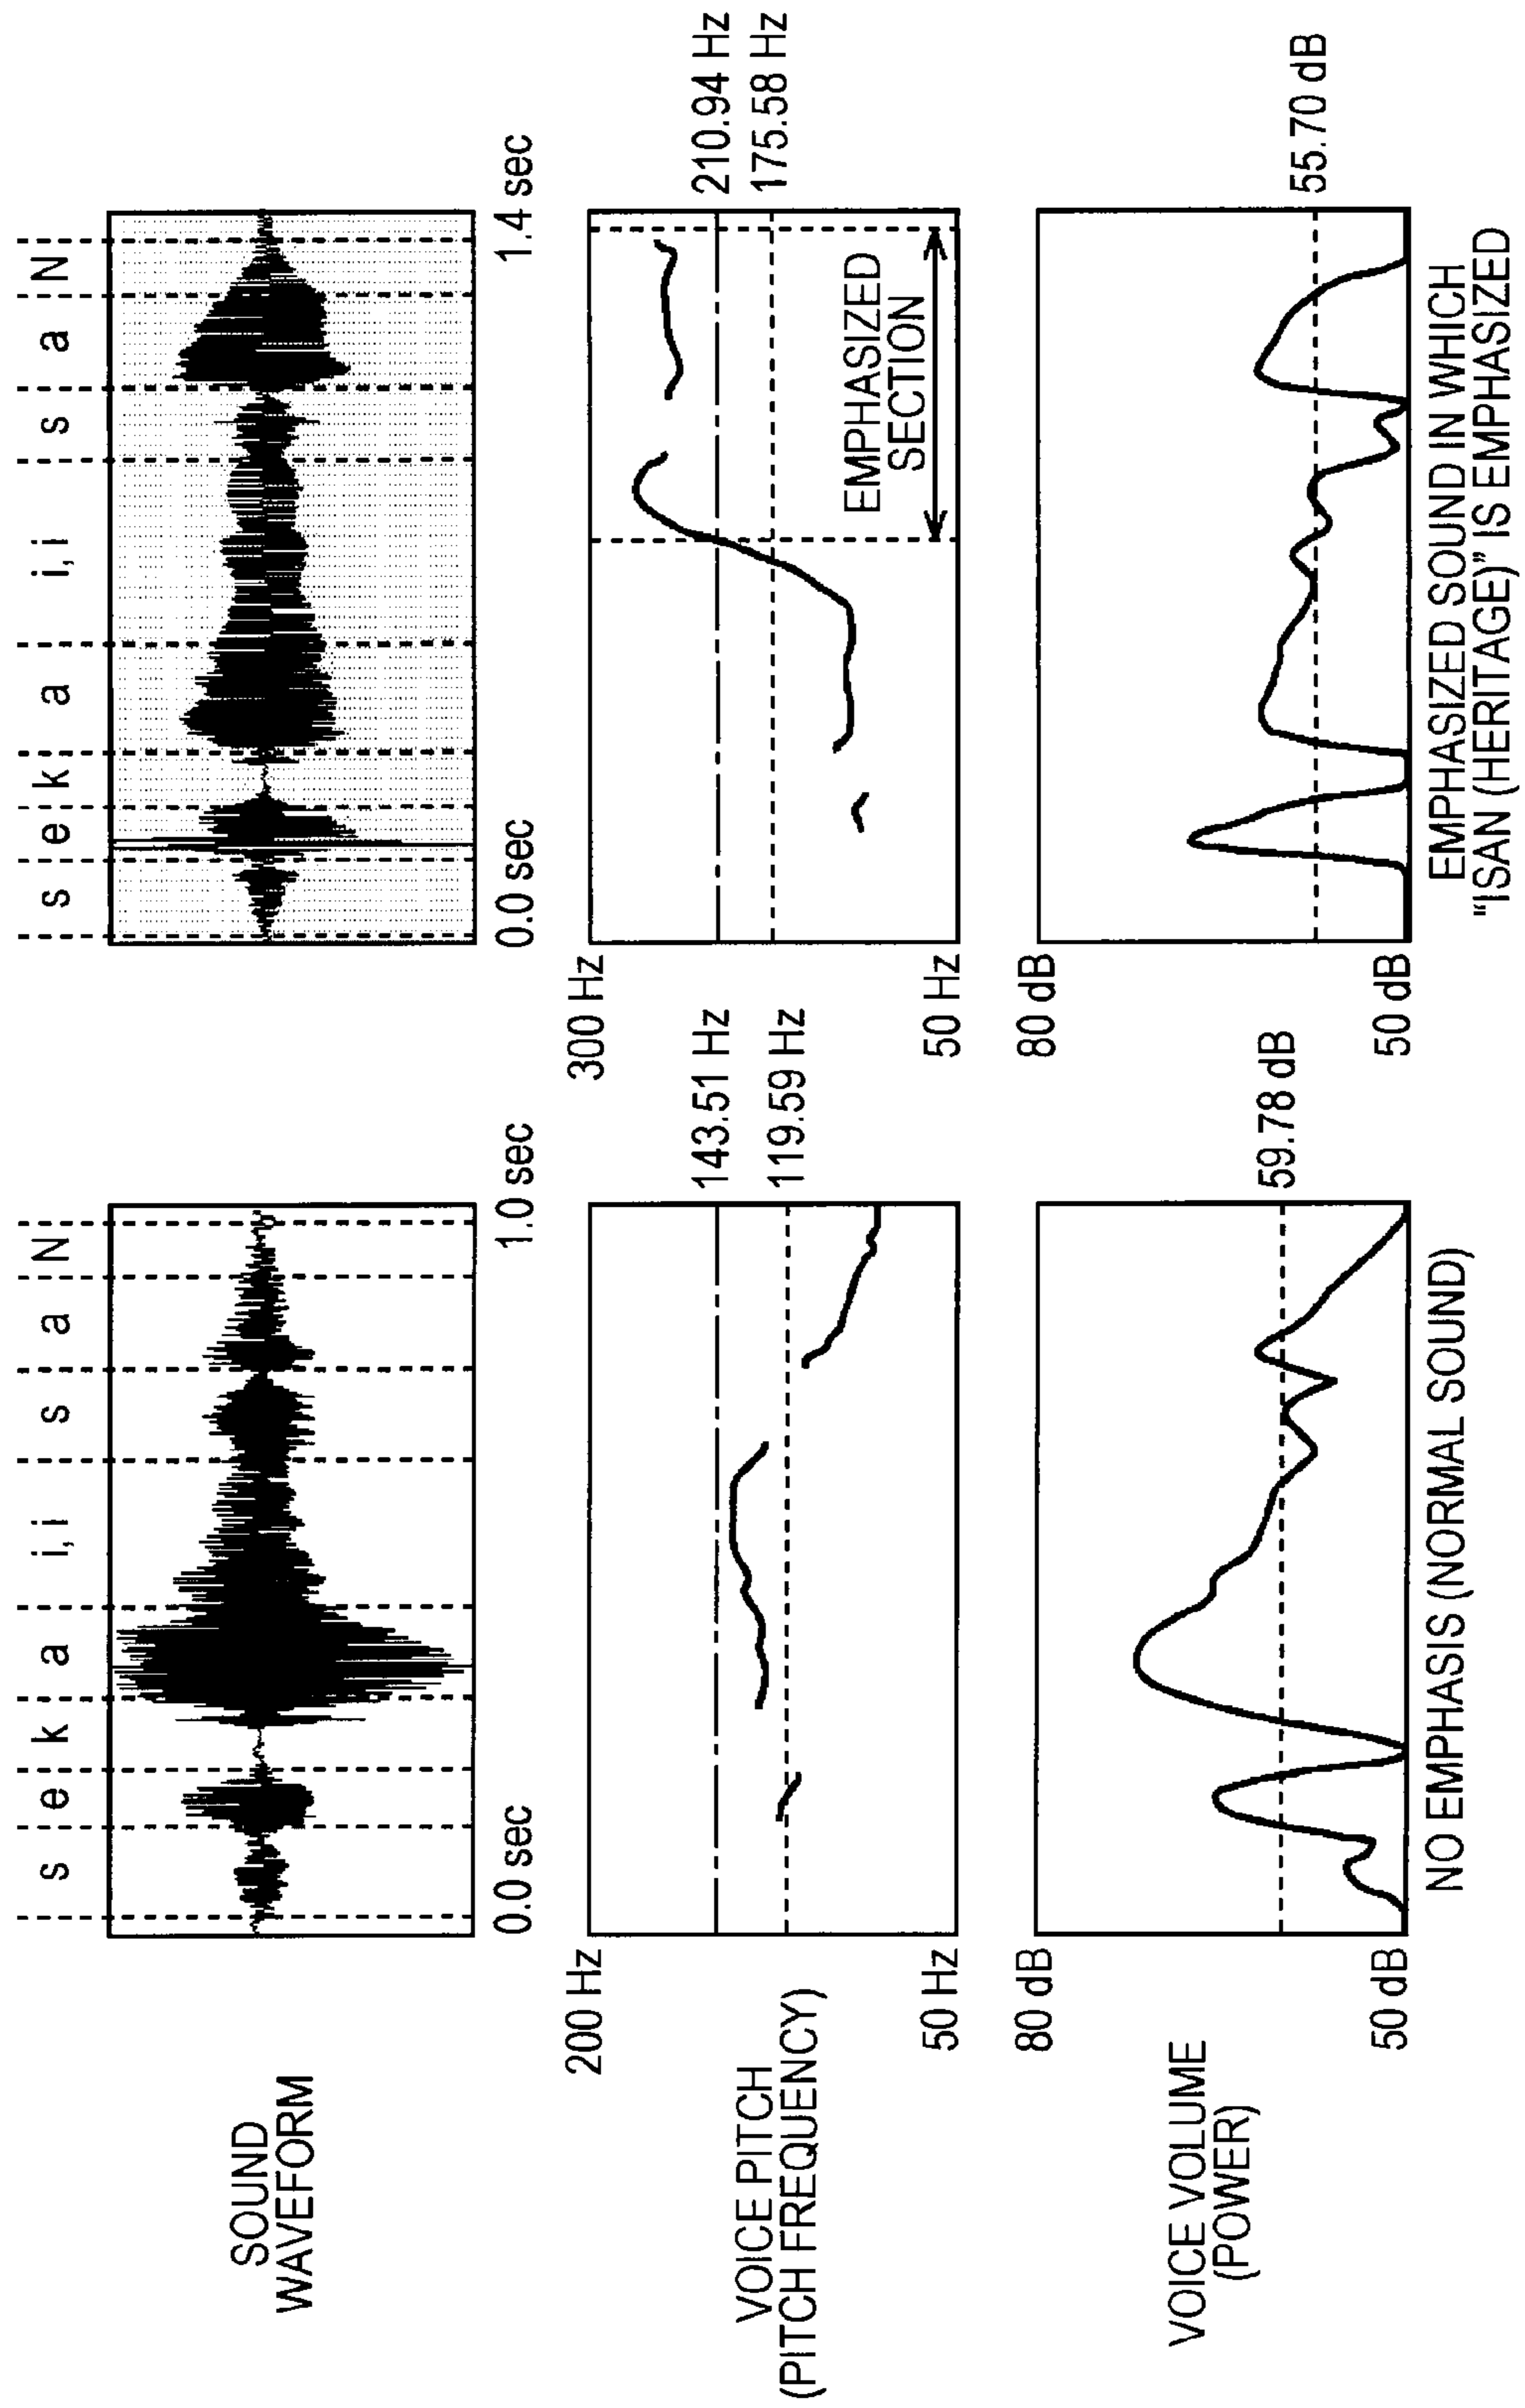 s e k a i, i s a N
s e k a i, i s a N
SOUND
WAVEFORM
0.0 sec
1.0 sec
0.0 sec
1.4 sec
VOICE PITCH
(PITCH FREQUENCY)
200 Hz
50 Hz
143.51 Hz
119.59 Hz
300 Hz
50 Hz
210.94 Hz
175.58 Hz
EMPHASIZED
SECTION
VOICE VOLUME
(POWER)
80 dB
50 dB
59.78 dB
80 dB
50 dB
55.70 dB
NO EMPHASIS (NORMAL SOUND)
EMPHASIZED SOUND IN WHICH
“ISAN (HERITAGE)” IS EMPHASIZED